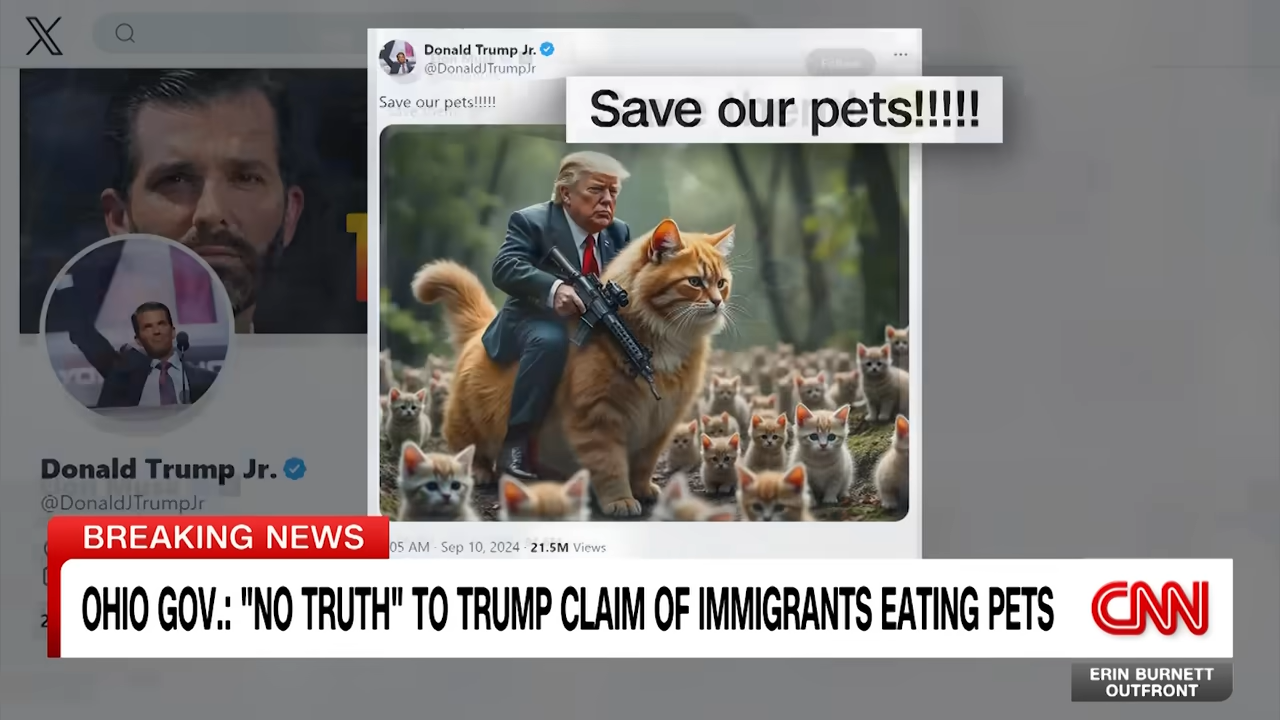 Donald Trump Jr.
@DonaldJTrumpJr
Save our pets!!!!!
Save our pets!!!!!
Donald Trump Jr.
@DonaldJTrumpJr
05 AM · Sep 10, 2024 · 21.5M Views
BREAKING NEWS
OHIO GOV.: "NO TRUTH" TO TRUMP CLAIM OF IMMIGRANTS EATING PETS
CNN
ERIN BURNETT
OUTFRONT